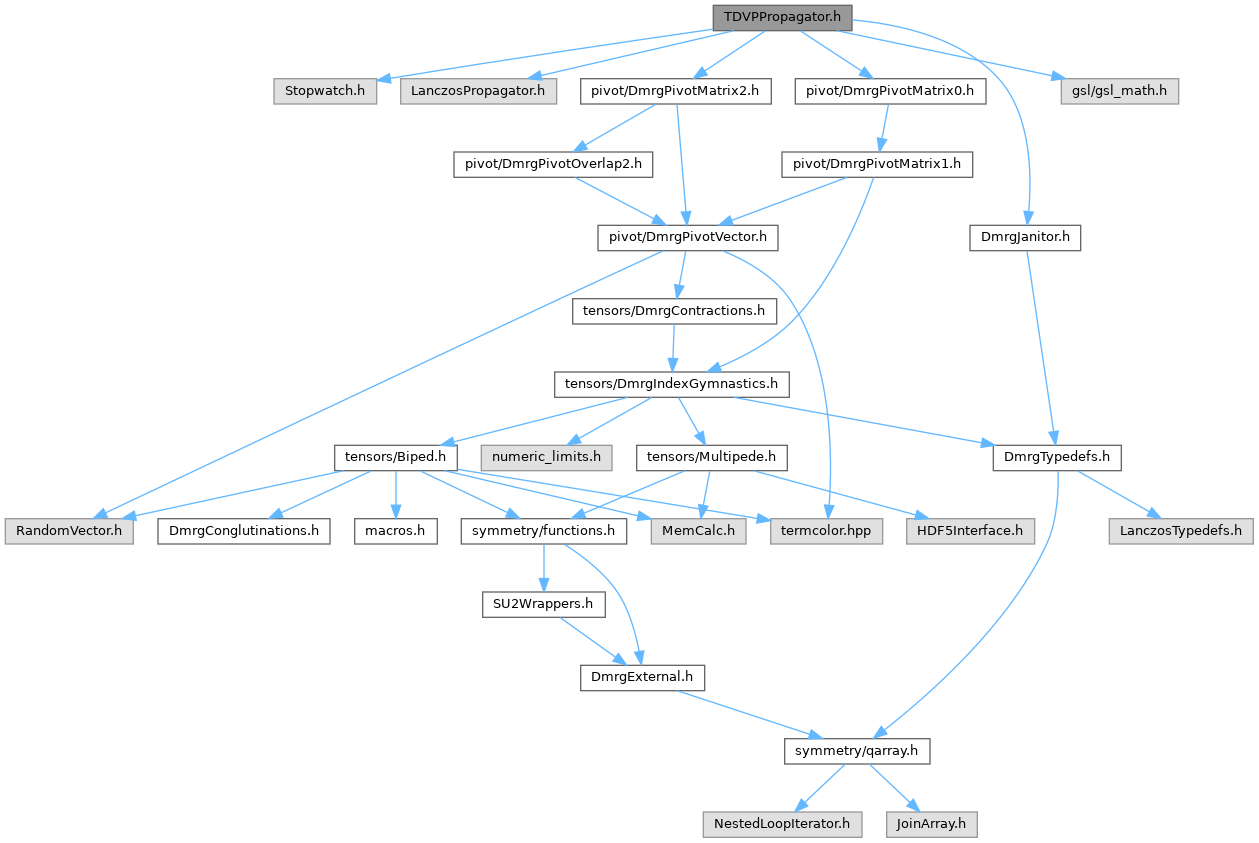 TDVPPropagator.h
Stopwatch.h
LanczosPropagator.h
pivot/DmrgPivotMatrix2.h
pivot/DmrgPivotMatrix0.h
gsl/gsl_math.h
pivot/DmrgPivotOverlap2.h
pivot/DmrgPivotMatrix1.h
pivot/DmrgPivotVector.h
DmrgJanitor.h
tensors/DmrgContractions.h
tensors/DmrgIndexGymnastics.h
tensors/Biped.h
numeric_limits.h
tensors/Multipede.h
DmrgTypedefs.h
RandomVector.h
DmrgConglutinations.h
macros.h
symmetry/functions.h
MemCalc.h
termcolor.hpp
HDF5Interface.h
LanczosTypedefs.h
SU2Wrappers.h
DmrgExternal.h
symmetry/qarray.h
NestedLoopIterator.h
JoinArray.h